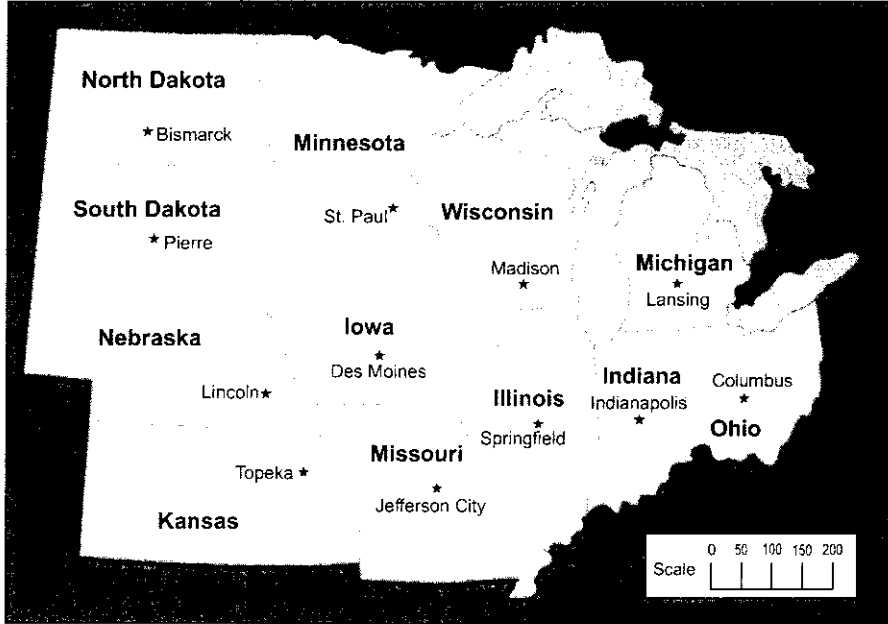 North Dakota
Bismarck
Minnesota
South Dakota
Pierre
St. Paul
Wisconsin
Madison
Michigan
Lansing
Nebraska
Iowa
Des Moines
Lincoln
Illinois
Springfield
Indiana
Indianapolis
Columbus
Ohio
Topeka
Missouri
Jefferson City
Kansas
Scale
0 50 100 150 200